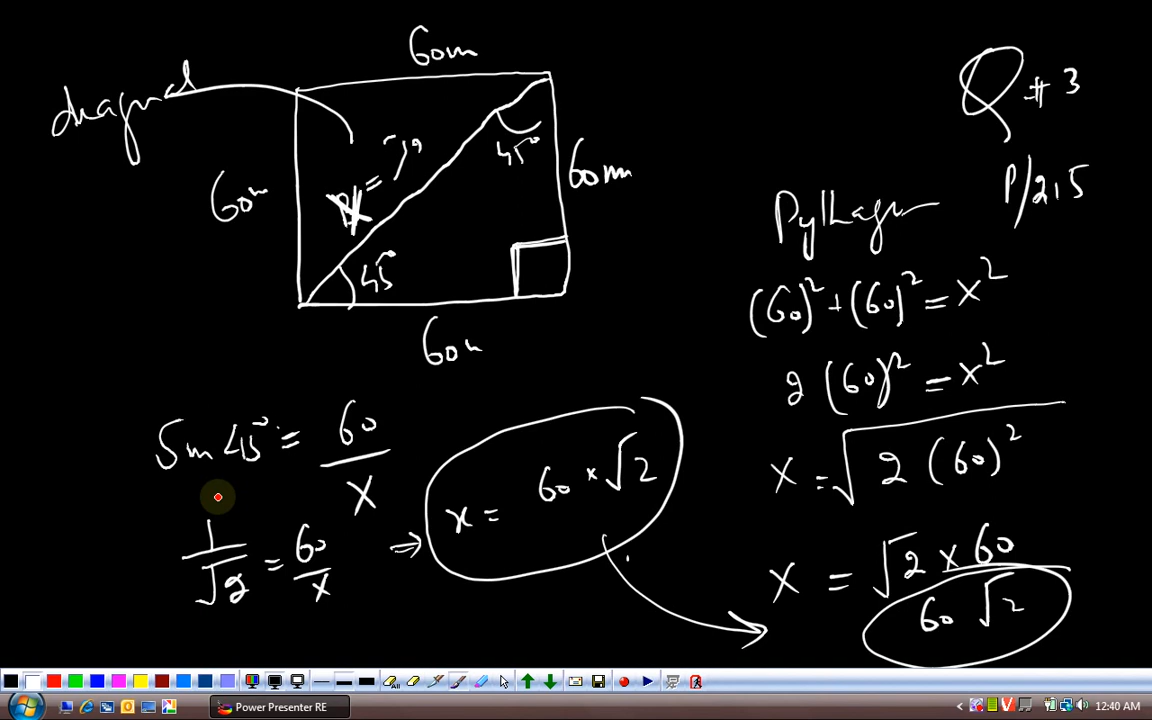 60m
Q # 3
diagonal
45°
60m
60m
P/215
x = ?
45°
Pythagor
(60)² + (60)² = x²
60m
2 (60)² = x²
Sin 45° = 60/x
x = 60 × √2
x = √2 (60)²
1/√2 = 60/x
⇒
x = √2 × 60
60 √2
Power Presenter RE
12:40 AM